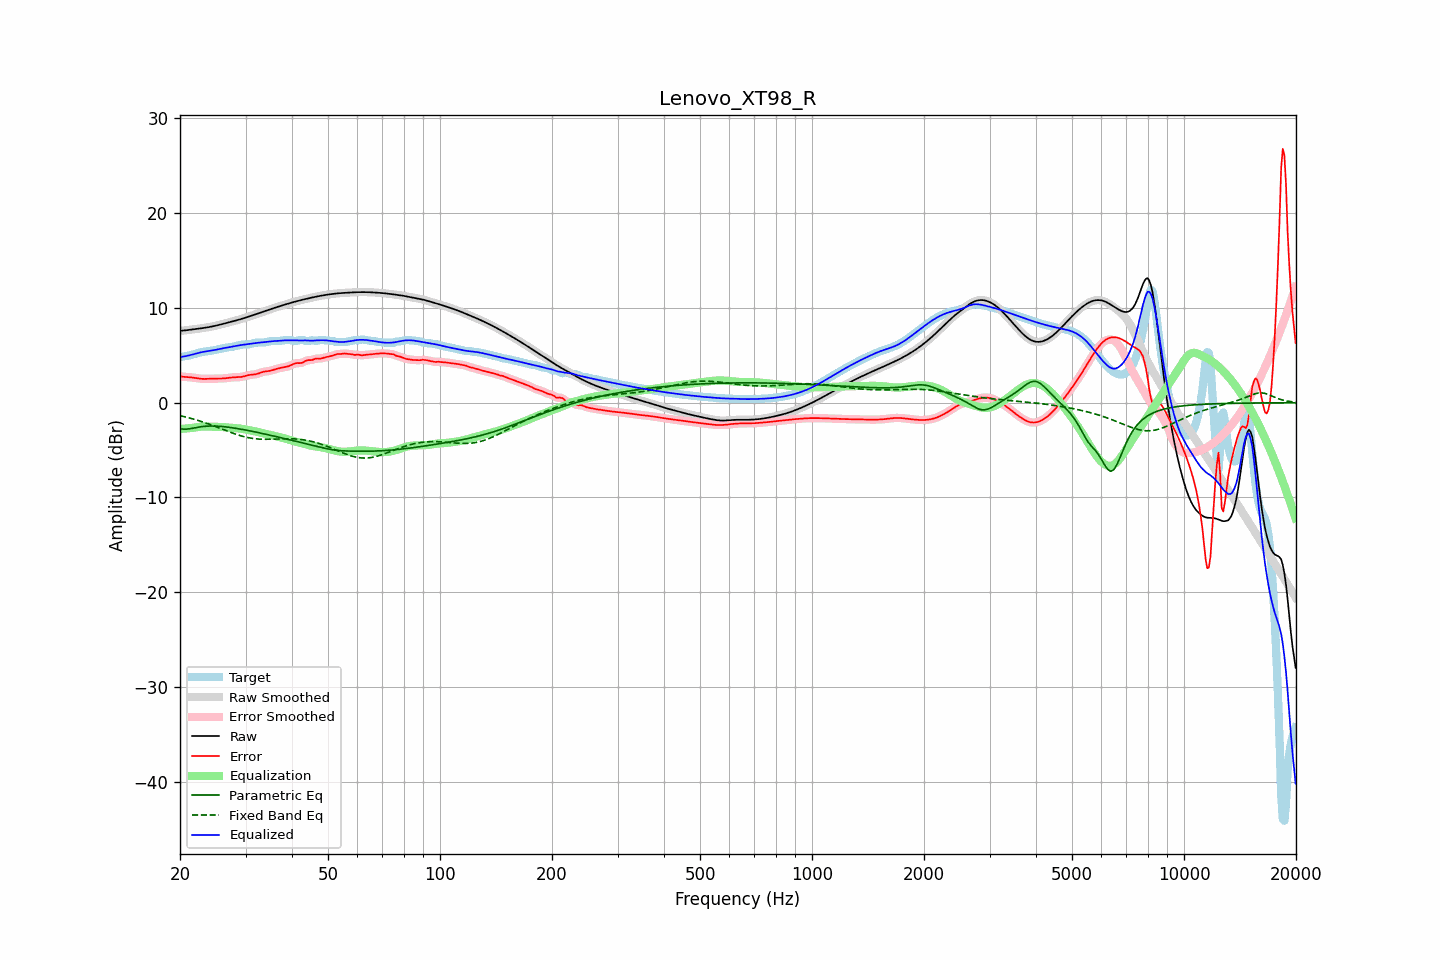 Lenovo_XT98_R
30
20
10
0
−10
−20
−30
−40
Amplitude (dBr)
Target
Raw Smoothed
Error Smoothed
Raw
Error
Equalization
Parametric Eq
Fixed Band Eq
Equalized
20 50 100 200 500 1000 2000 5000 10000 20000
Frequency (Hz)